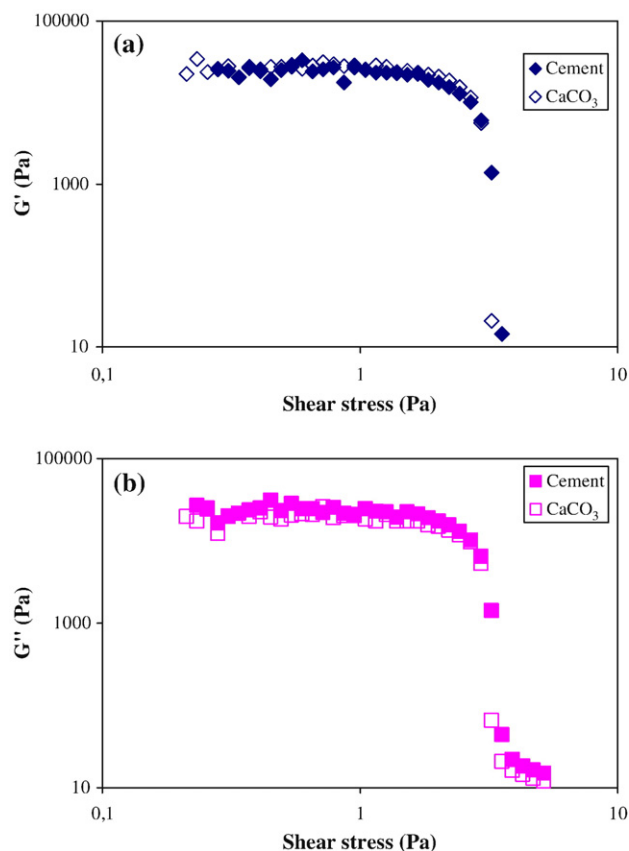 (a)
100000
1000
10
G' (Pa)
Cement
CaCO₃
0,1
1
10
Shear stress (Pa)
(b)
100000
1000
10
G'' (Pa)
Cement
CaCO₃
0,1
1
10
Shear stress (Pa)